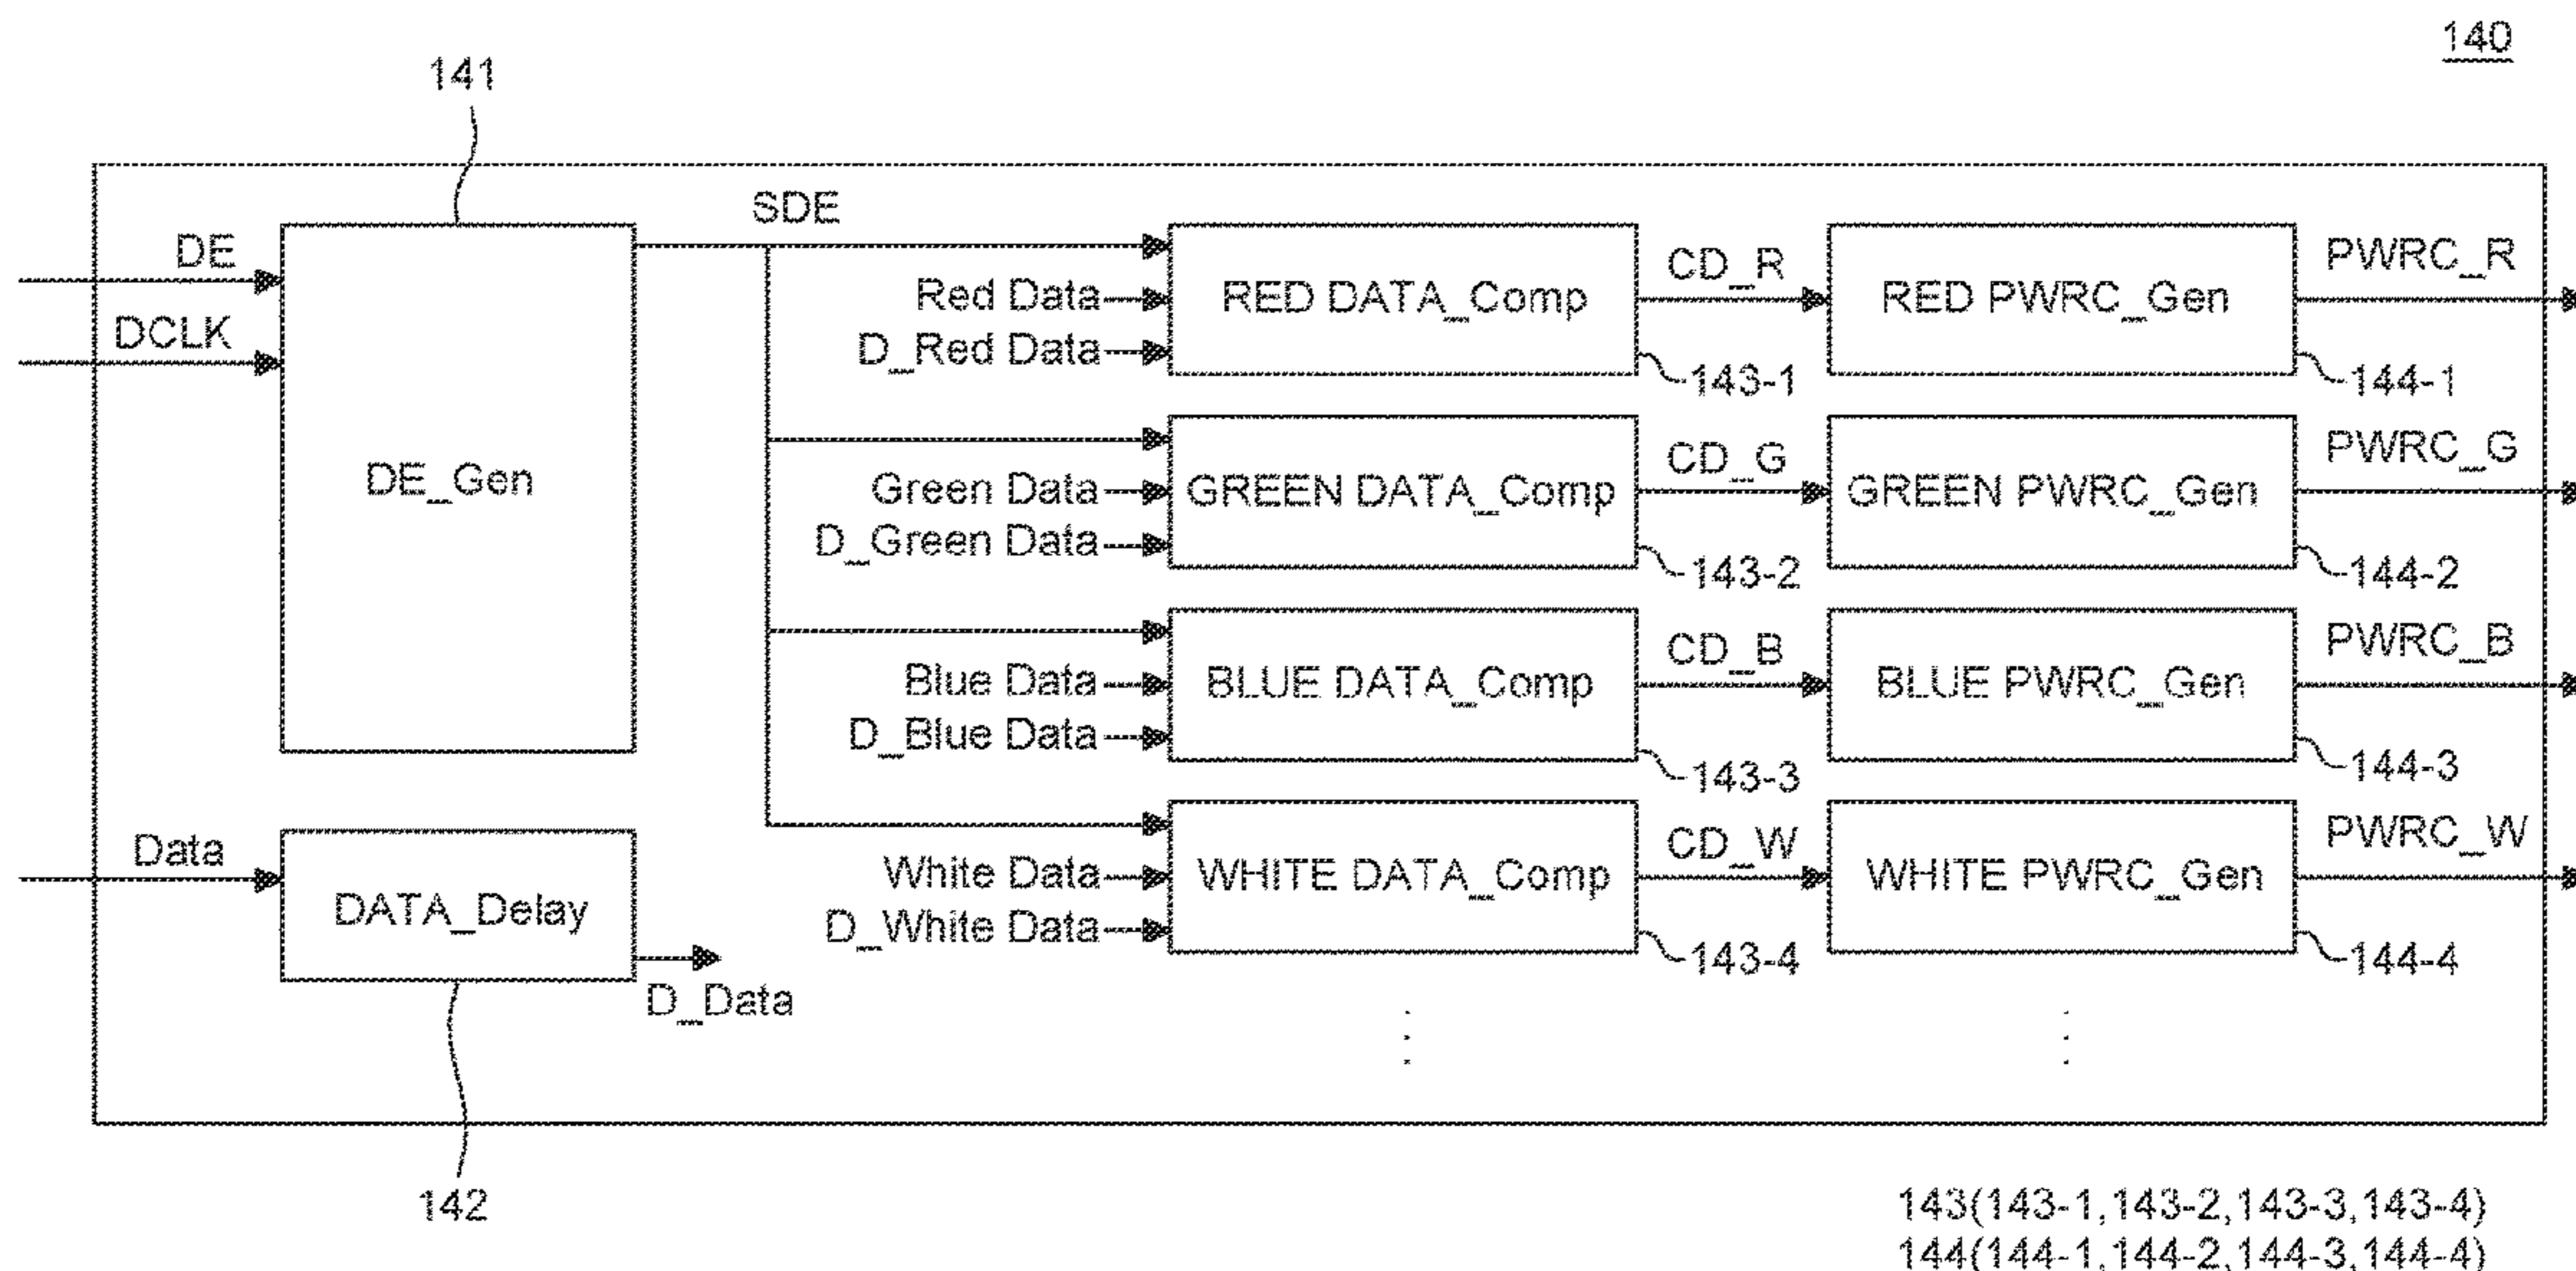 140
141
SDE
DE
DCLK
DE_Gen
Red Data
D_Red Data
RED DATA_Comp
143-1
CD_R
RED PWRC_Gen
144-1
PWRC_R
Green Data
D_Green Data
GREEN DATA_Comp
143-2
CD_G
GREEN PWRC_Gen
144-2
PWRC_G
Blue Data
D_Blue Data
BLUE DATA_Comp
143-3
CD_B
BLUE PWRC_Gen
144-3
PWRC_B
Data
DATA_Delay
D_Data
142
White Data
D_White Data
WHITE DATA_Comp
143-4
CD_W
WHITE PWRC_Gen
144-4
PWRC_W
143(143-1,143-2,143-3,143-4)
144(144-1,144-2,144-3,144-4)